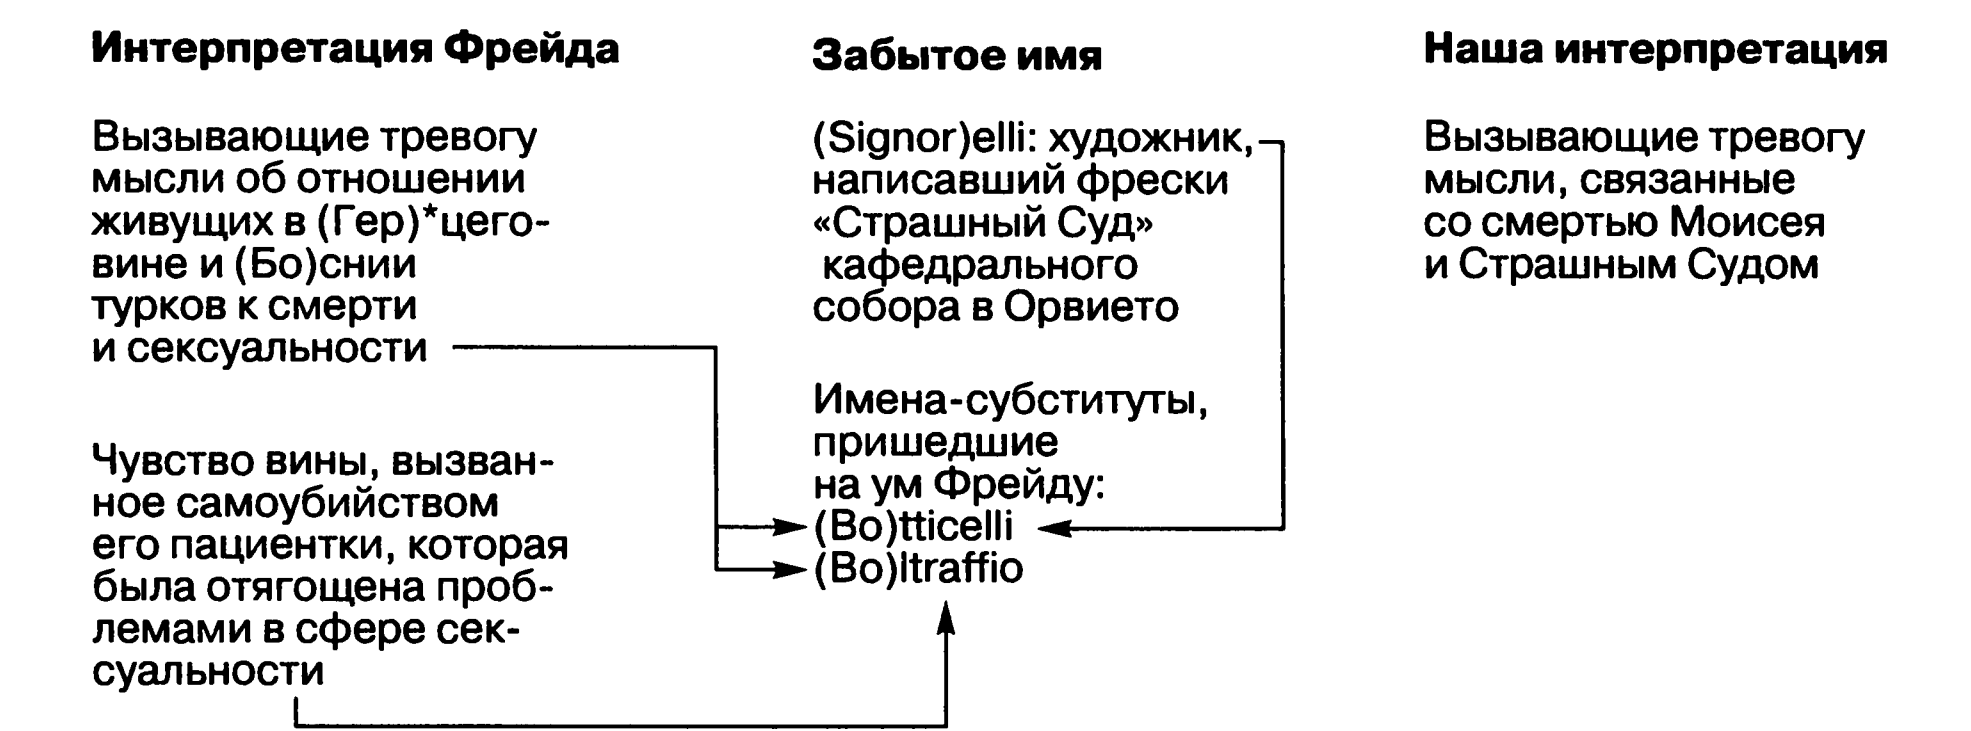 Интерпретация Фрейда
Вызывающие тревогу
мысли об отношении
живущих в (Гер)*цего-
вине и (Бо)снии
турков к смерти
и сексуальности
Чувство вины, вызван-
ное самоубийством
его пациентки, которая
была отягощена проб-
лемами в сфере сек-
суальности
Забытое имя
(Signor)elli: художник,
написавший фрески
«Страшный Суд»
кафедрального
собора в Орвието
Имена-субституты,
пришедшие
на ум Фрейду:
(Bo)tticelli
(Bo)ltraffio
Наша интерпретация
Вызывающие тревогу
мысли, связанные
со смертью Моисея
и Страшным Судом